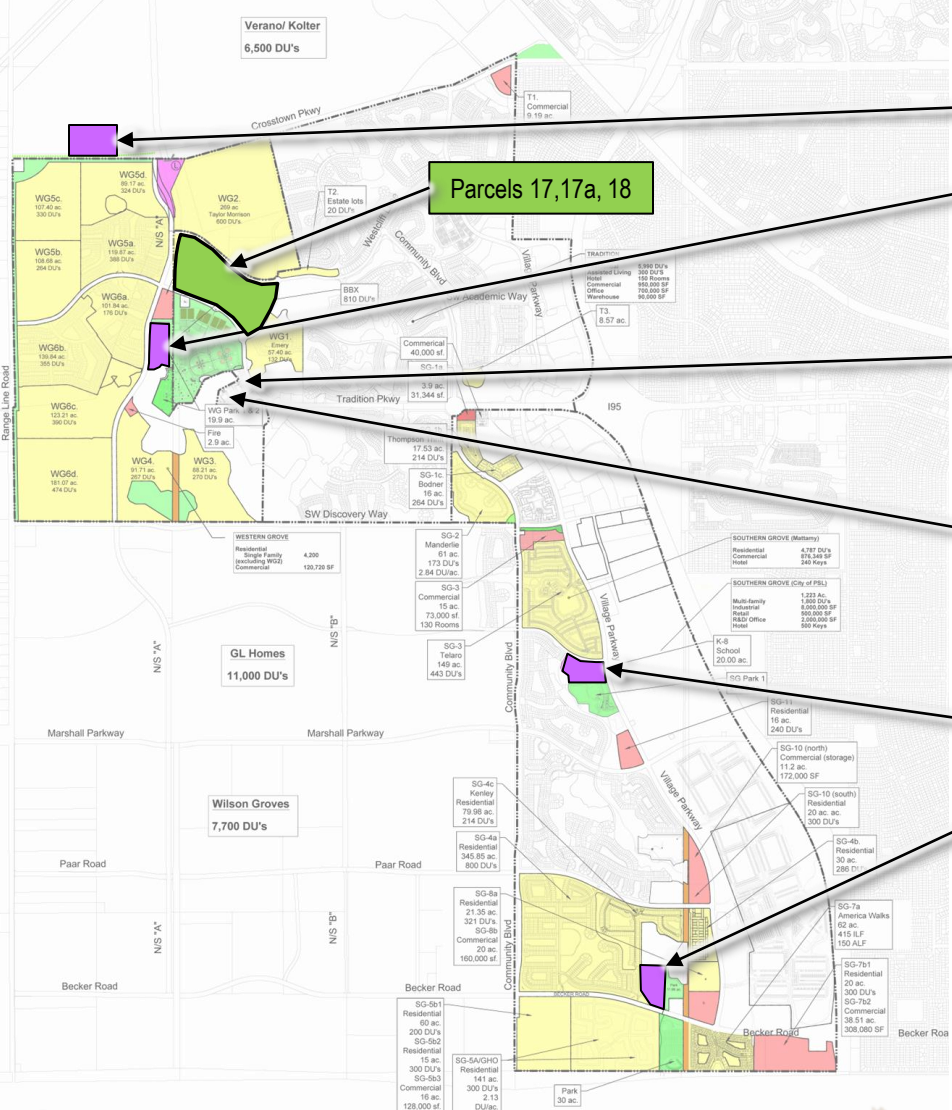 Verano/ Kolter
6,500 DU's
T1.
Commercial
9.19 ac.
Crosstown Pkwy
Parcels 17,17a, 18
WG5d.
89.17 ac.
324 DU's
WG5c.
107.40 ac.
330 DU's
WG2.
269 ac
Taylor Morrison
600 DU's.
T2.
Estate lots
20 DU's
N/S "A"
Westcliff
Community Blvd
Village Parkway
WG5b.
108.68 ac.
264 DU's
WG5a.
119.67 ac.
388 DU's
TRADITION
5,990 DU's
Assisted Living 300 DU'S
Hotel 150 Rooms
Commercial 950,000 SF
Office 700,000 SF
Warehouse 90,000 SF
BBX
810 DU's
SW Academic Way
WG6a.
101.84 ac.
176 DU's
T3.
8.57 ac.
WG1.
Emery
57.40 ac.
132 DU's
WG6b.
139.84 ac.
355 DU's
Commerical
40,000 sf.
SG-1a
3.9 ac.
31,344 sf.
Range Line Road
Tradition Pkwy
I95
WG6c.
123.21 ac.
390 DU's
WG Park & 2
19.9 ac.
Fire
2.9 ac.
Thompson
17.53 ac.
214 DU's
WG6d.
181.07 ac.
474 DU's
WG4.
91.71 ac.
267 DU's
WG3.
88.21 ac.
270 DU's
SG-1c.
Bodner
16 ac.
264 DU's
SW Discovery Way
WESTERN GROVE
Residential
Single Family 4,200
(excluding WG2)
Commercial 120,720 SF
SG-2
Manderlie
61 ac.
173 DU's
2.84 DU/ac.
SOUTHERN GROVE (Mattamy)
Residential 4,787 DU's
Commercial 876,349 SF
Hotel 240 Keys
SG-3
Commercial
15 ac.
73,000 sf.
130 Rooms
SOUTHERN GROVE (City of PSL)
1,223 Ac.
Multi-family 1,800 DU's
Industrial 8,000,000 SF
Retail 500,000 SF
R&D/ Office 2,000,000 SF
Hotel 500 Keys
Village Parkway
N/S "A"
N/S "B"
GL Homes
11,000 DU's
SG-3
Telaro
149 ac.
443 DU's
Community Blvd
K-8
School
20.00 ac.
SG Park 1
SG-11
Residential
16 ac.
240 DU's
Marshall Parkway
Marshall Parkway
SG-10 (north)
Commercial (storage)
11.2 ac.
172,000 SF
Village Parkway
Wilson Groves
7,700 DU's
SG-4c
Kenley
Residential
79.98 ac.
214 DU's
SG-10 (south)
Residential
20 ac. ac.
300 DU's
SG-4a
Residential
345.85 ac.
800 DU's
SG-4b.
Residential
30 ac.
286 DU's
Paar Road
Paar Road
SG-8a
Residential
21.35 ac.
321 DU's.
SG-8b
Commerical
20 ac.
160,000 sf.
SG-7a
America Walks
62 ac.
415 ILF
150 ALF
N/S "A"
N/S "B"
Community Blvd
SG-7b1
Residential
20 ac.
300 DU's
SG-7b2
Commercial
38.51 ac.
308,080 SF
Becker Road
Becker Road
BECKER ROAD
Becker Road
Becker Roa
SG-5b1
Residential
60 ac.
200 DU's
SG-5b2
Residential
15 ac.
300 DU's
SG-5b3
Commercial
16 ac.
128,000 sf.
SG-5A/GHO
Residential
141 ac.
300 DU's
2.13
DU/ac.
Park
30 ac.